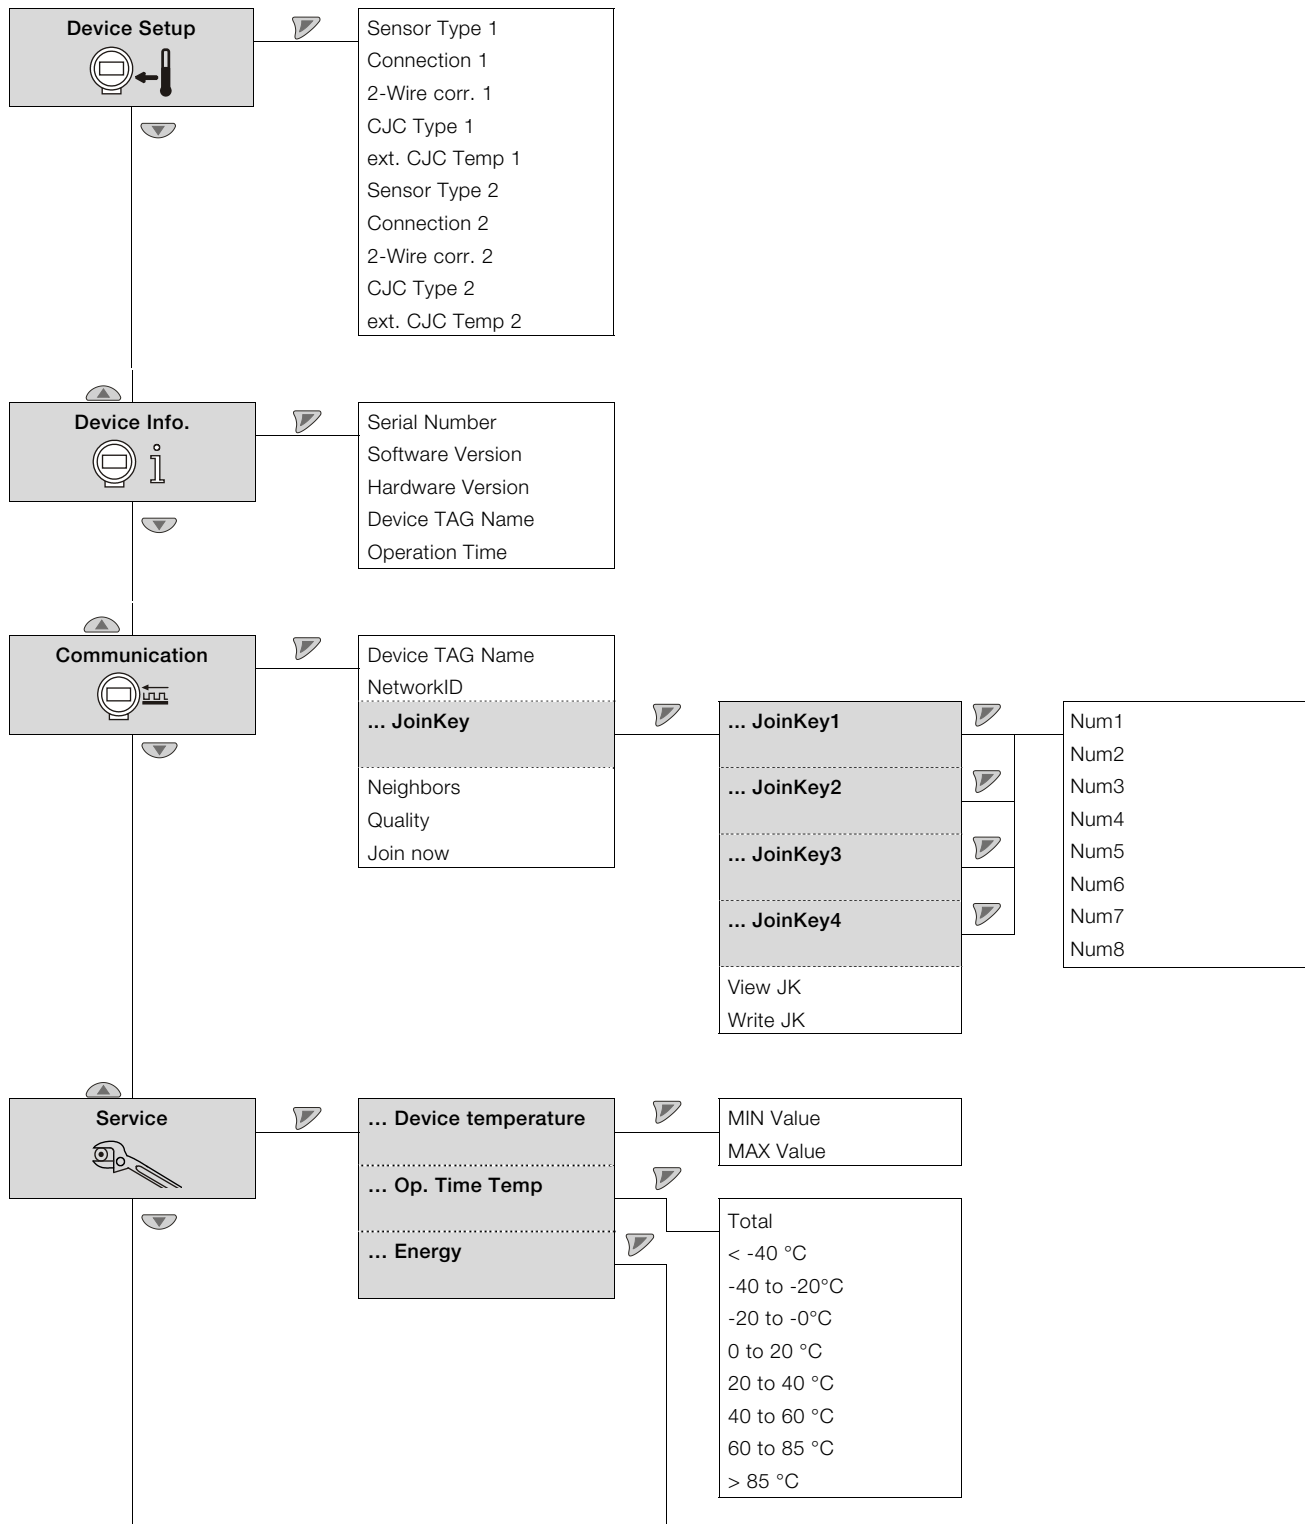 Device Setup
Sensor Type 1
Connection 1
2-Wire corr. 1
CJC Type 1
ext. CJC Temp 1
Sensor Type 2
Connection 2
2-Wire corr. 2
CJC Type 2
ext. CJC Temp 2
Device Info.
Serial Number
Software Version
Hardware Version
Device TAG Name
Operation Time
Communication
Device TAG Name
NetworkID
... JoinKey
Neighbors
Quality
Join now
... JoinKey1
... JoinKey2
... JoinKey3
... JoinKey4
View JK
Write JK
Num1
Num2
Num3
Num4
Num5
Num6
Num7
Num8
Service
... Device temperature
... Op. Time Temp
... Energy
MIN Value
MAX Value
Total
< -40 °C
-40 to -20°C
-20 to -0°C
0 to 20 °C
20 to 40 °C
40 to 60 °C
60 to 85 °C
> 85 °C